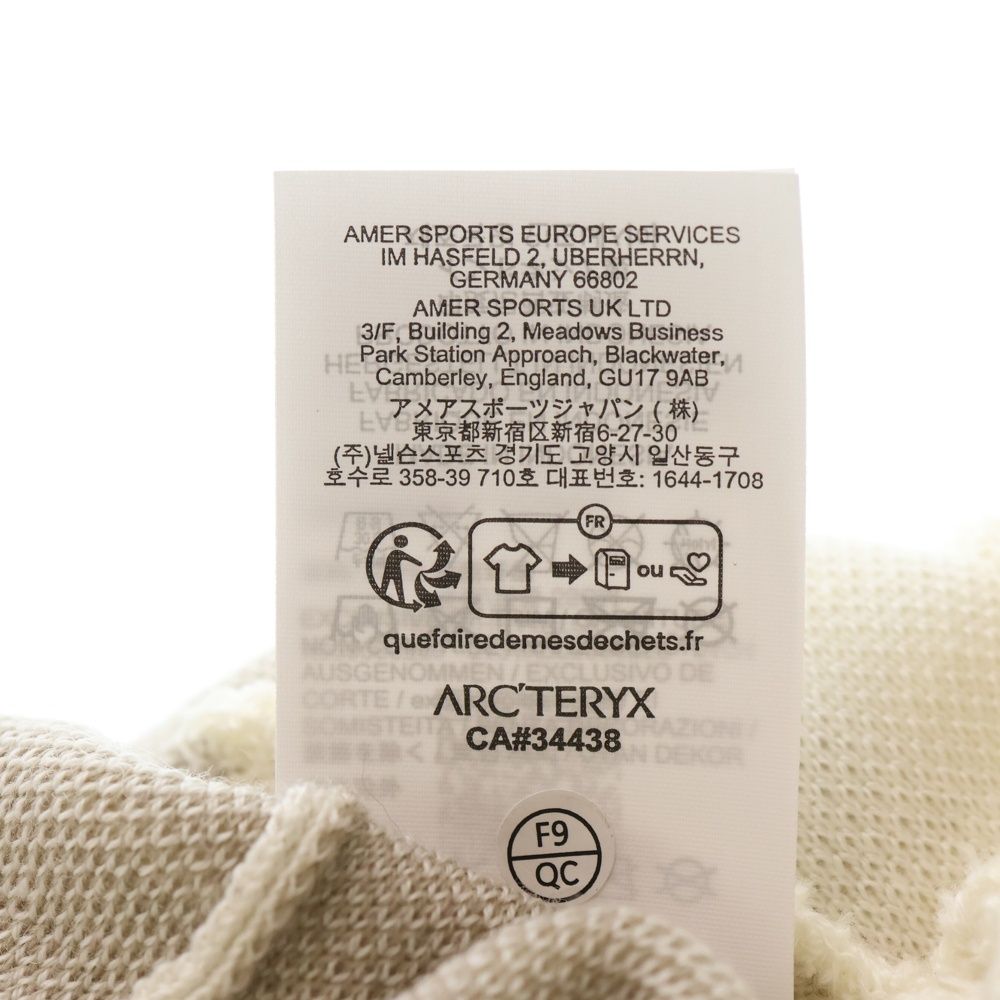 AMER SPORTS EUROPE SERVICES
IM HASFELD 2, UBERHERRN,
GERMANY 66802
AMER SPORTS UK LTD
3/F, Building 2, Meadows Business
Park Station Approach, Blackwater,
Camberley, England, GU17 9AB
アメアスポーツジャパン (株)
東京都新宿区新宿6-27-30
(주)넬슨스포츠 경기도 고양시 일산동구
호수로 358-39 710호 대표번호: 1644-1708
FR
ou
quefairedemesdechets.fr
AUSGENOMMEN / EXCLUSIVO DE
ARC'TERYX
CA#34438
F9
QC